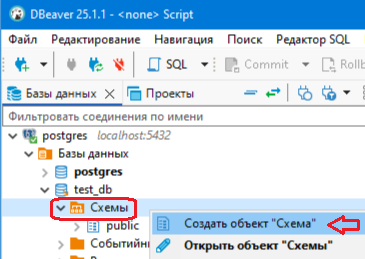 DBeaver 25.1.1 - <none> Script
Файл Редактирование Навигация Поиск Редактор SQL
SQL Commit Rollb
Базы данных Проекты
Фильтровать соединения по имени
postgres localhost:5432
Базы данных
postgres
test_db
Схемы
public
Создать объект "Схема"
Событийн
Открыть объект "Схемы"